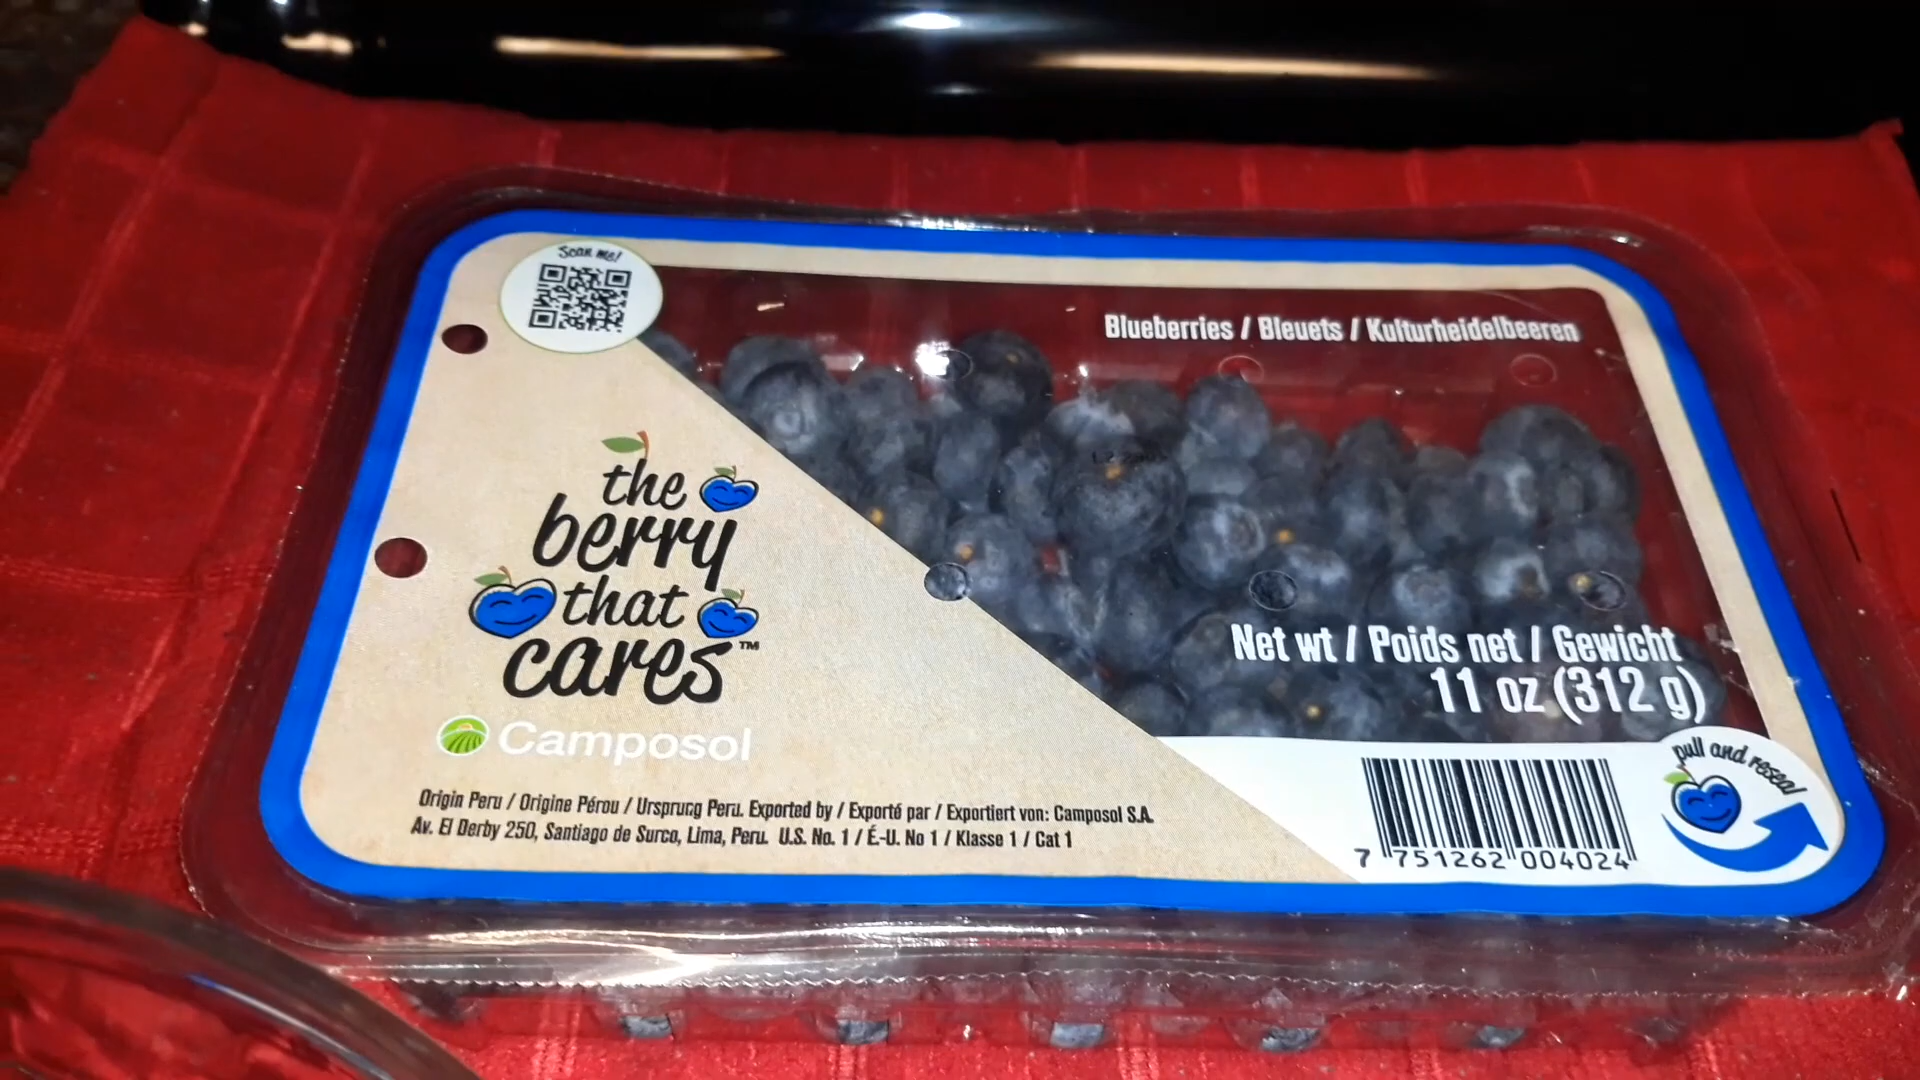 Scan me!
Blueberries / Bleuets / Kulturheidelbeeren
the
berry
that
cares™
Camposol
Net wt / Poids net / Gewicht
11 oz (312 g)
pull and reseal
Origin Peru / Origine Pérou / Ursprung Peru. Exported by / Exporté par / Exportiert von: Camposol S.A.
Av. El Derby 250, Santiago de Surco, Lima, Peru. U.S. No. 1 / É.-U. No 1 / Klasse 1 / Cat 1
7 751262 004024